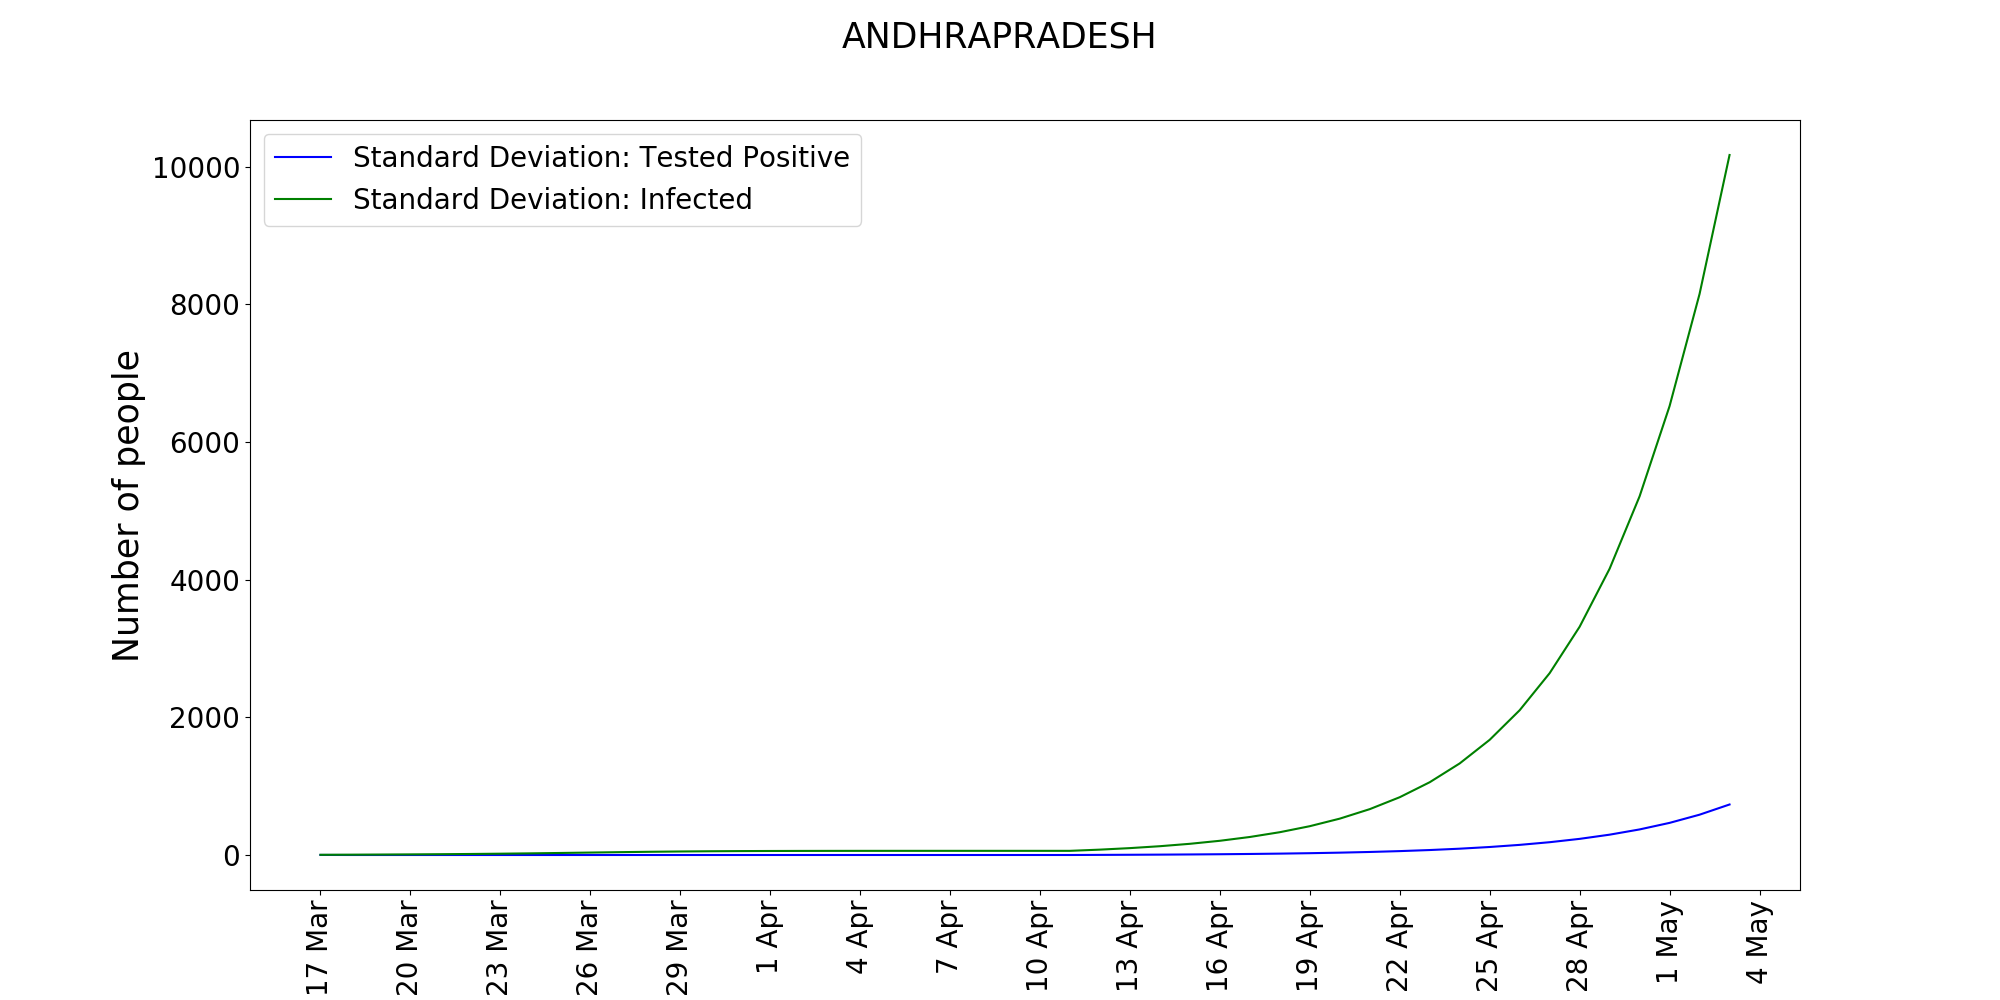 ANDHRAPRADESH
Standard Deviation: Tested Positive
Standard Deviation: Infected
Number of people
10000
8000
6000
4000
2000
0
17 Mar
20 Mar
23 Mar
26 Mar
29 Mar
1 Apr
4 Apr
7 Apr
10 Apr
13 Apr
16 Apr
19 Apr
22 Apr
25 Apr
28 Apr
1 May
4 May